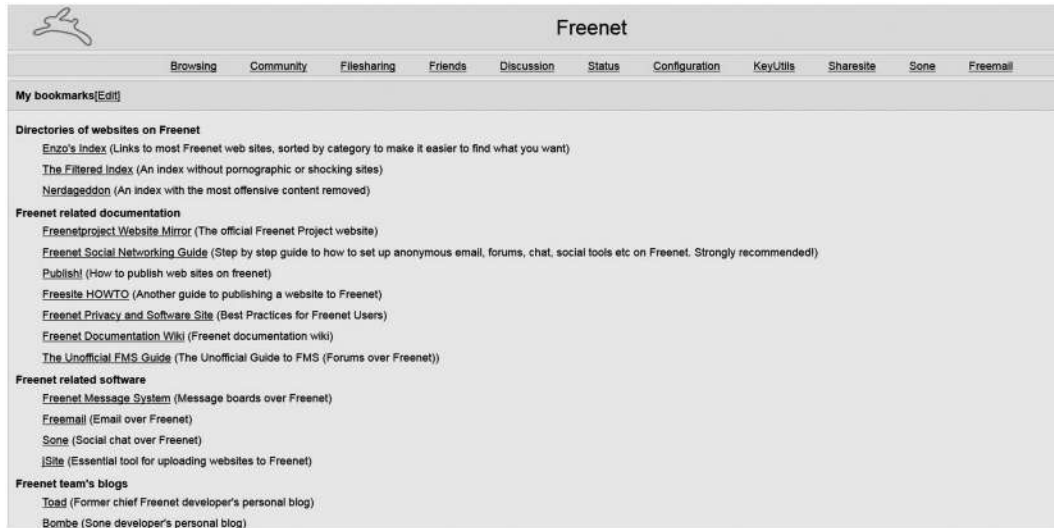 Freenet
Browsing Community Filesharing Friends Discussion Status Configuration KeyUtils Sharesite Sone Freemail
My bookmarks[Edit]
Directories of websites on Freenet
Enzo's Index (Links to most Freenet web sites, sorted by category to make it easier to find what you want)
The Filtered Index (An index without pornographic or shocking sites)
Nerdageddon (An index with the most offensive content removed)
Freenet related documentation
Freenetproject Website Mirror (The official Freenet Project website)
Freenet Social Networking Guide (Step by step guide to how to set up anonymous email, forums, chat, social tools etc on Freenet. Strongly recommended!)
Publish! (How to publish web sites on freenet)
Freesite HOWTO (Another guide to publishing a website to Freenet)
Freenet Privacy and Software Site (Best Practices for Freenet Users)
Freenet Documentation Wiki (Freenet documentation wiki)
The Unofficial FMS Guide (The Unofficial Guide to FMS (Forums over Freenet))
Freenet related software
Freenet Message System (Message boards over Freenet)
Freemail (Email over Freenet)
Sone (Social chat over Freenet)
jSite (Essential tool for uploading websites to Freenet)
Freenet team's blogs
Toad (Former chief Freenet developer's personal blog)
Bombe (Sone developer's personal blog)